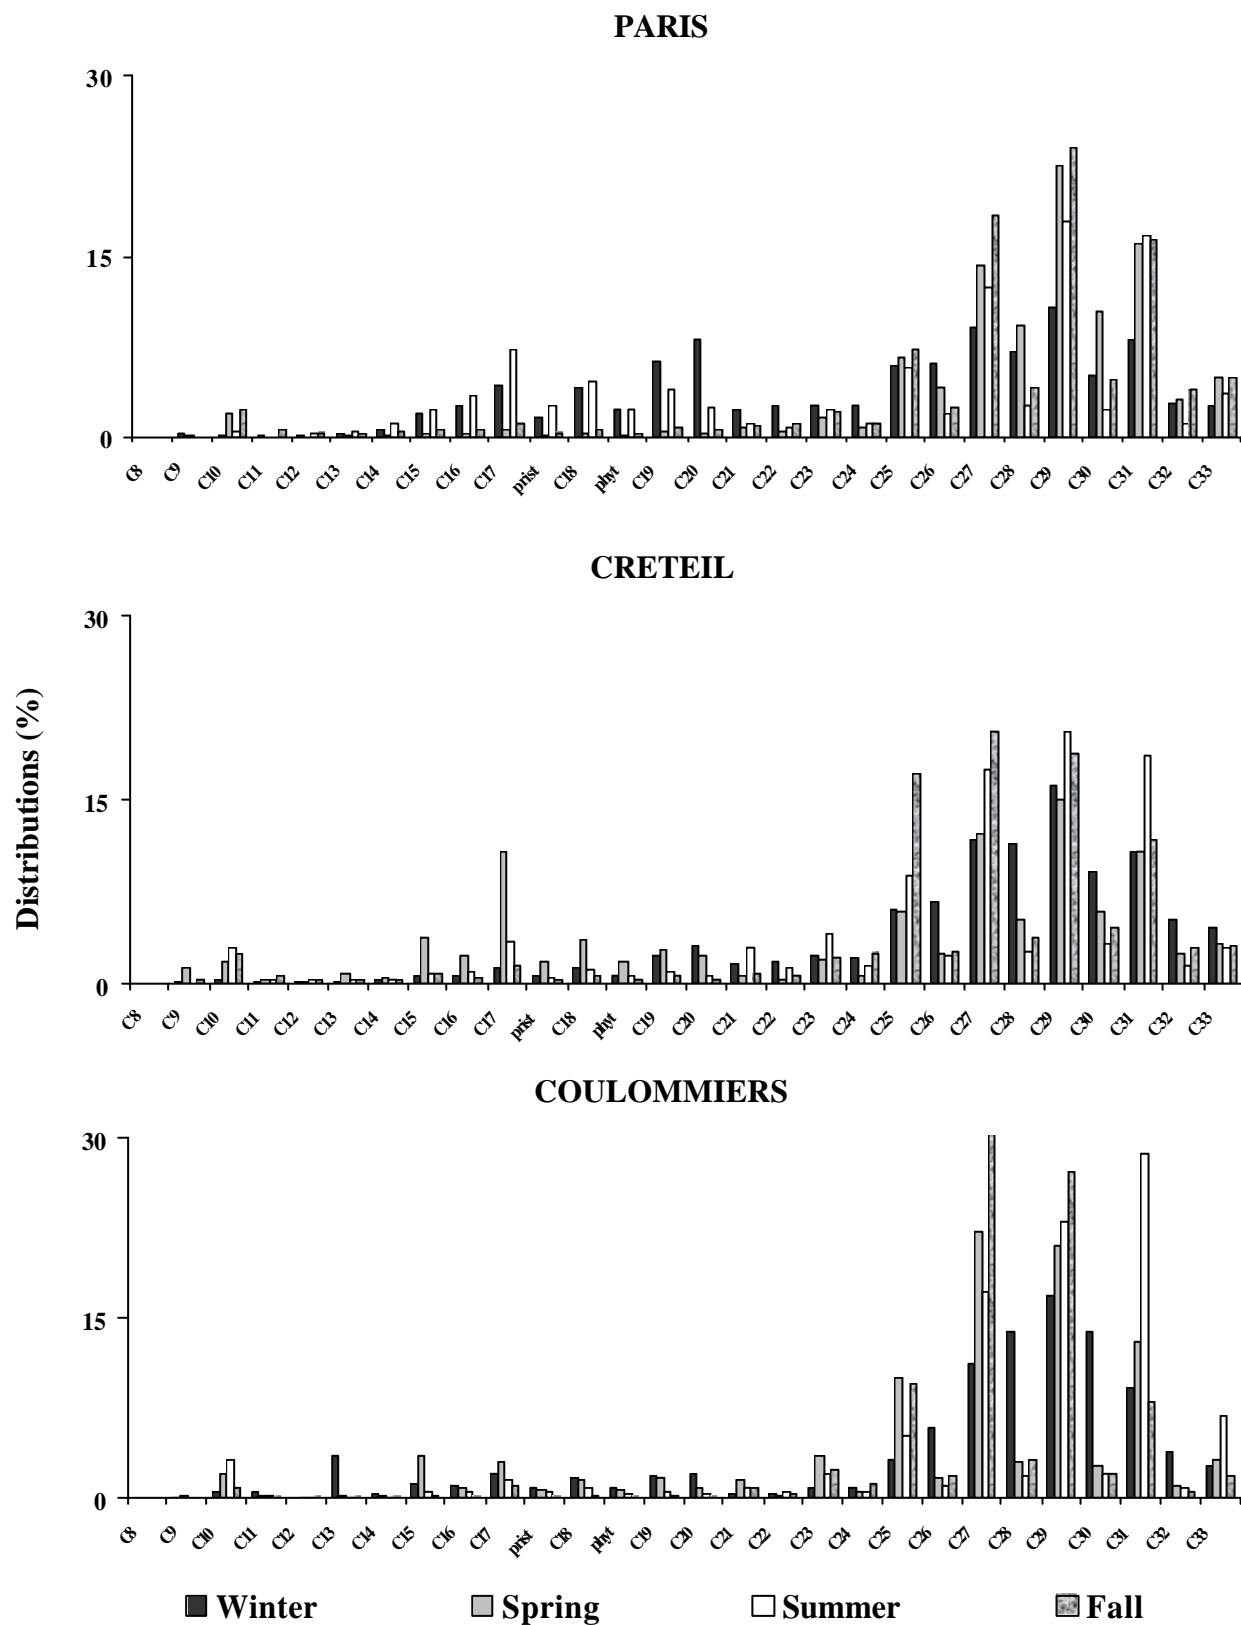 PARIS
30
15
0
C8 C9 C10 C11 C12 C13 C14 C15 C16 C17 prist C18 phyt C19 C20 C21 C22 C23 C24 C25 C26 C27 C28 C29 C30 C31 C32 C33
CRETEIL
30
15
0
C8 C9 C10 C11 C12 C13 C14 C15 C16 C17 prist C18 phyt C19 C20 C21 C22 C23 C24 C25 C26 C27 C28 C29 C30 C31 C32 C33
Distributions (%)
COULOMMIERS
30
15
0
C8 C9 C10 C11 C12 C13 C14 C15 C16 C17 prist C18 phyt C19 C20 C21 C22 C23 C24 C25 C26 C27 C28 C29 C30 C31 C32 C33
Winter Spring Summer Fall